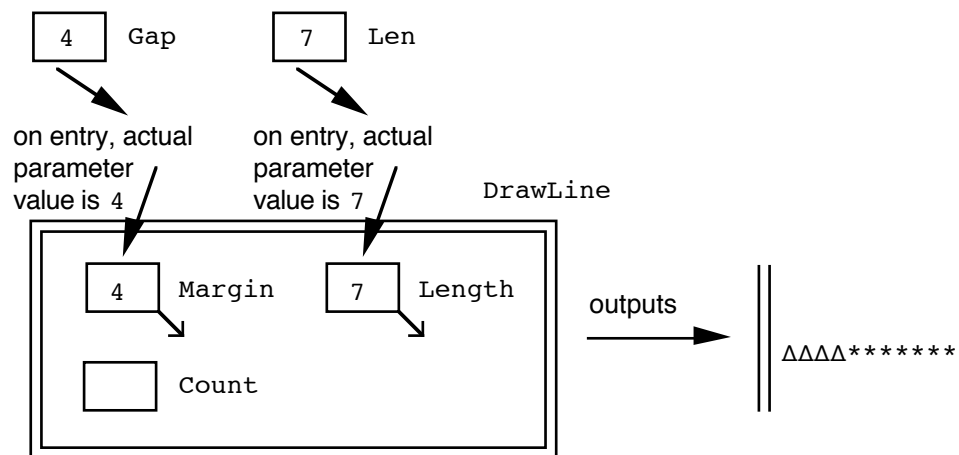 4 Gap 7 Len
on entry, actual
parameter
value is 4
on entry, actual
parameter
value is 7
DrawLine
4 Margin 7 Length
Count
outputs
ΔΔΔΔ*******